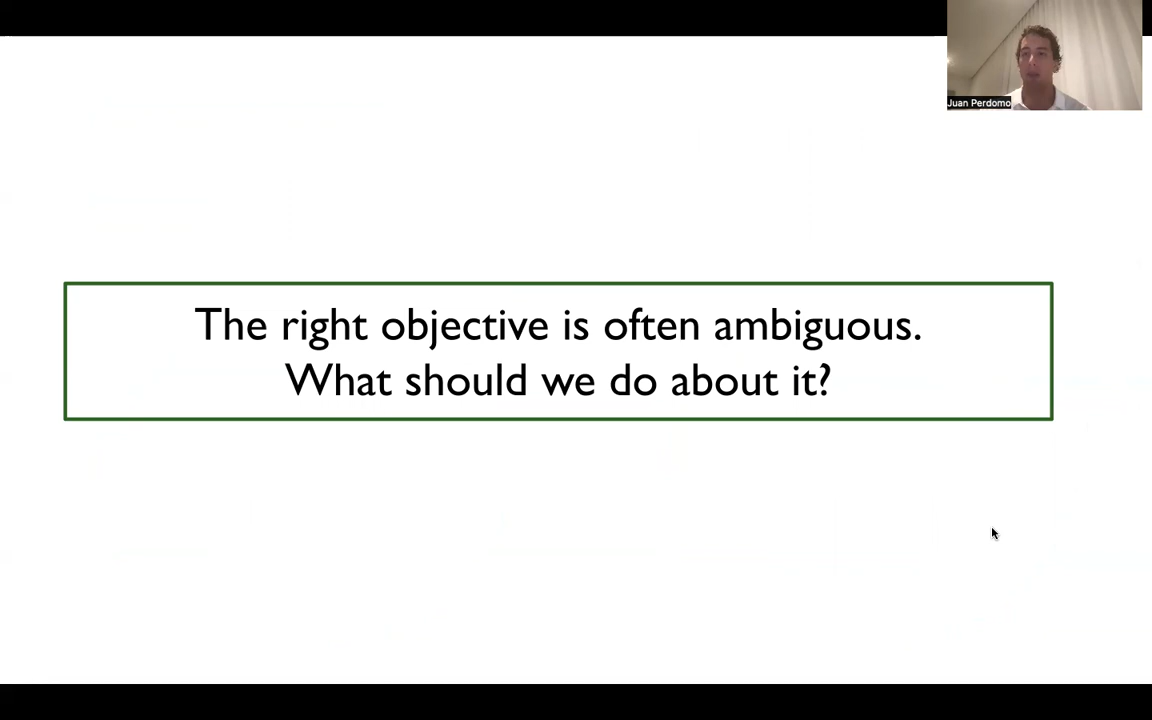 Juan Perdomo
The right objective is often ambiguous.
What should we do about it?